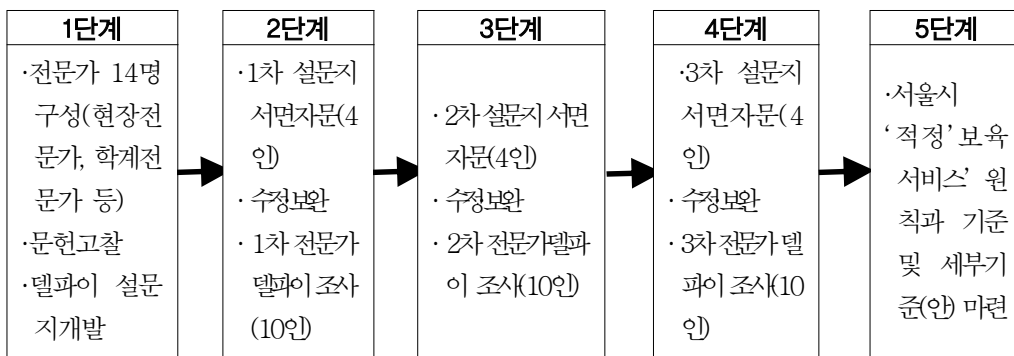 1단계
·전문가 14명
구성(현장전
문가, 학계전
문가 등)
·문헌고찰
·델파이 설문
지개발
2단계
·1차 설문지
서면자문(4
인)
·수정보완
·1차 전문가
델파이 조사
(10인)
3단계
·2차 설문지 서면
자문(4인)
·수정보완
·2차 전문가델파
이 조사(10인)
4단계
·3차 설문지
서면자문(4
인)
·수정보완
·3차 전문가 델
파이 조사(10
인)
5단계
·서울시
‘적정’보육
서비스’ 원
칙과 기준
및 세부기
준(안) 마련